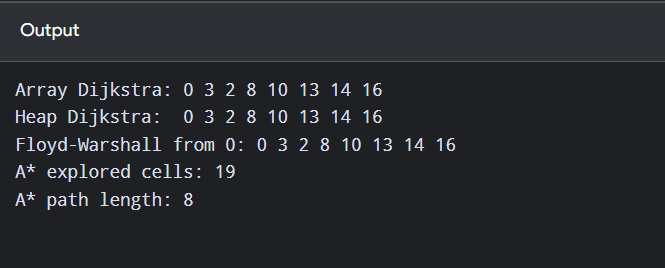 Output
Array Dijkstra: 0 3 2 8 10 13 14 16
Heap Dijkstra:  0 3 2 8 10 13 14 16
Floyd-Warshall from 0: 0 3 2 8 10 13 14 16
A* explored cells: 19
A* path length: 8